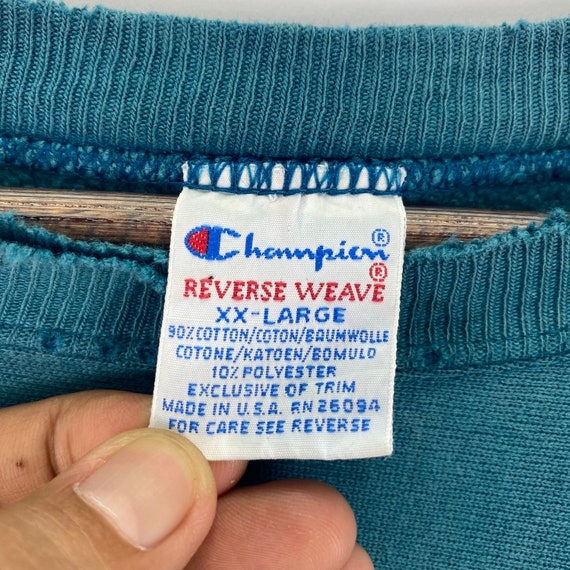 Champion®
REVERSE WEAVE®
XX-LARGE
90% COTTON/COTON/BAUMWOLLE
COTONE/KATOEN/BOMULD
10% POLYESTER
EXCLUSIVE OF TRIM
MADE IN U.S.A. RN 26094
FOR CARE SEE REVERSE